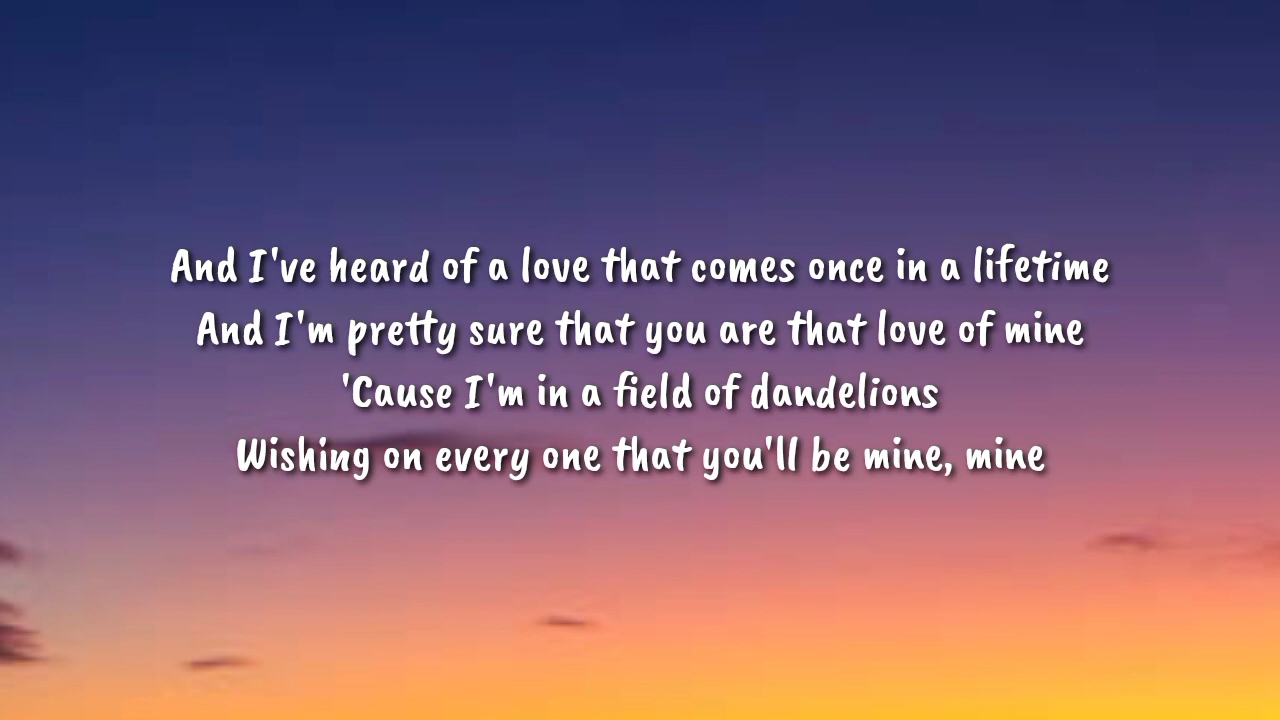 And I've heard of a love that comes once in a lifetime
And I'm pretty sure that you are that love of mine
'Cause I'm in a field of dandelions
Wishing on every one that you'll be mine, mine